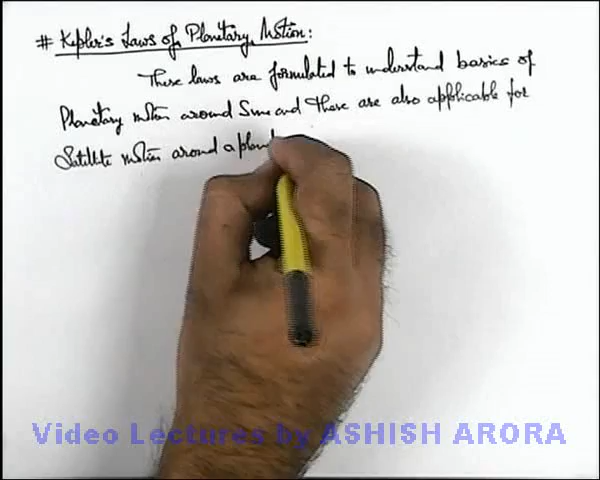 # Kepler's Laws of Planetary Motion:
These laws are formulated to understand basics of
Planetary motion around Sun and these are also applicable for
Satellite motion around a plan
Video Lectures by ASHISH ARORA